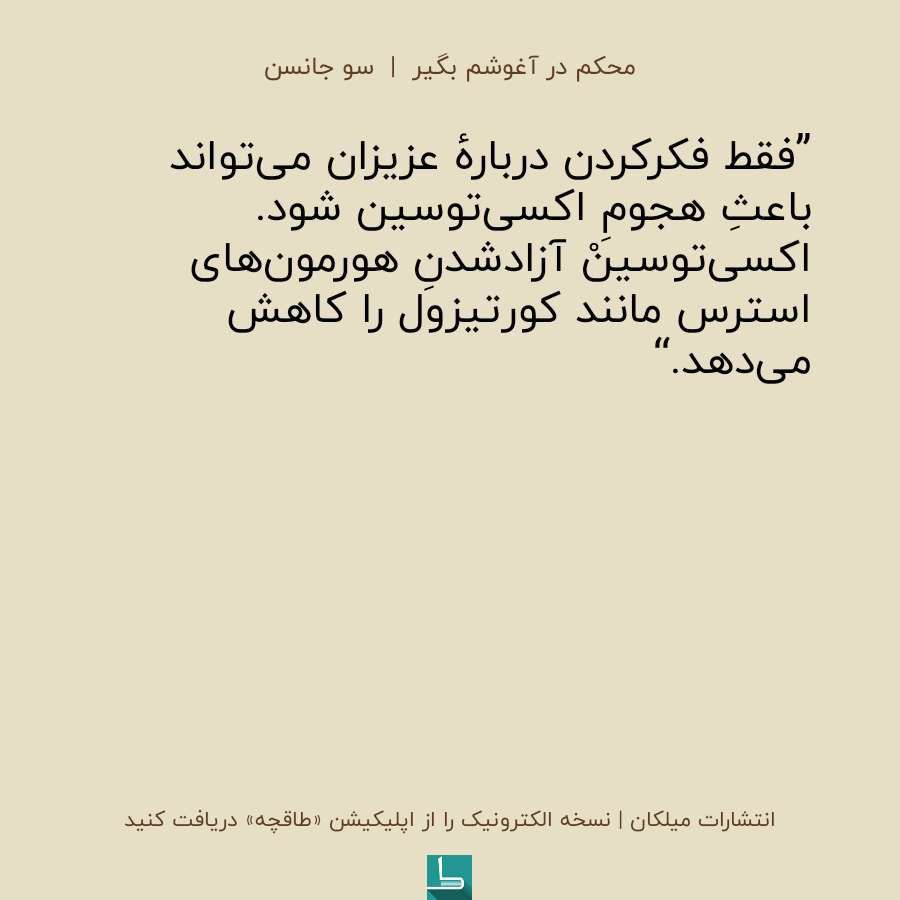 محکم در آغوشم بگیر | سو جانسن
”فقط فکرکردن دربارهٔ عزیزان می‌تواند
باعثِ هجومِ اکسی‌توسین شود.
اکسی‌توسینْ آزادشدنِ هورمون‌های
استرس مانند کورتیزول را کاهش
می‌دهد.“
انتشارات میلکان | نسخه الکترونیک را از اپلیکیشن «طاقچه» دریافت کنید